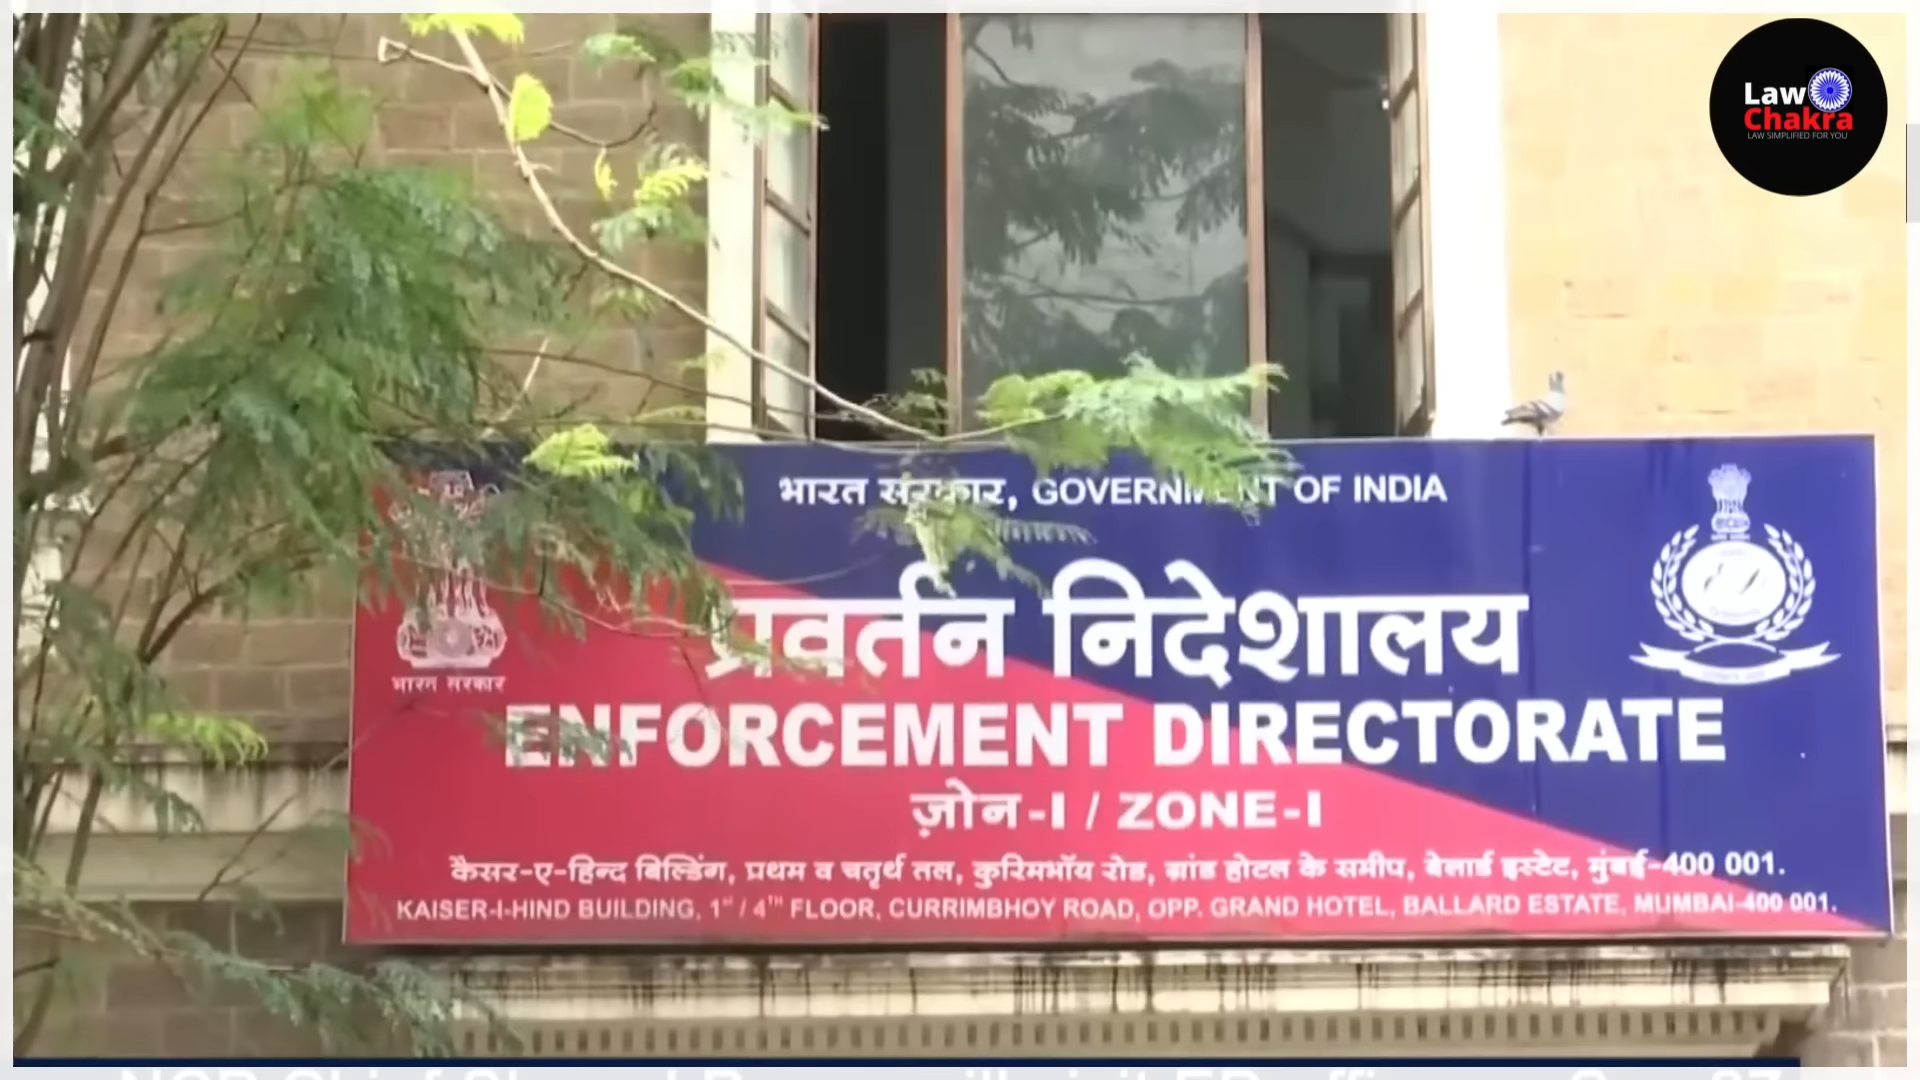 Law
Chakra
LAW SIMPLIFIED FOR YOU
भारत सरकार, GOVERNMENT OF INDIA
प्रवर्तन निदेशालय
भारत सरकार
ENFORCEMENT DIRECTORATE
ज़ोन-I / ZONE-I
कैसर-ए-हिन्द बिल्डिंग, प्रथम व चतुर्थ तल, कुरिमभॉय रोड, ग्रांड होटल के समीप, बेलार्ड इस्टेट, मुंबई-400 001.
KAISER-I-HIND BUILDING, 1st / 4TH FLOOR, CURRIMBHOY ROAD, OPP. GRAND HOTEL, BALLARD ESTATE, MUMBAI-400 001.